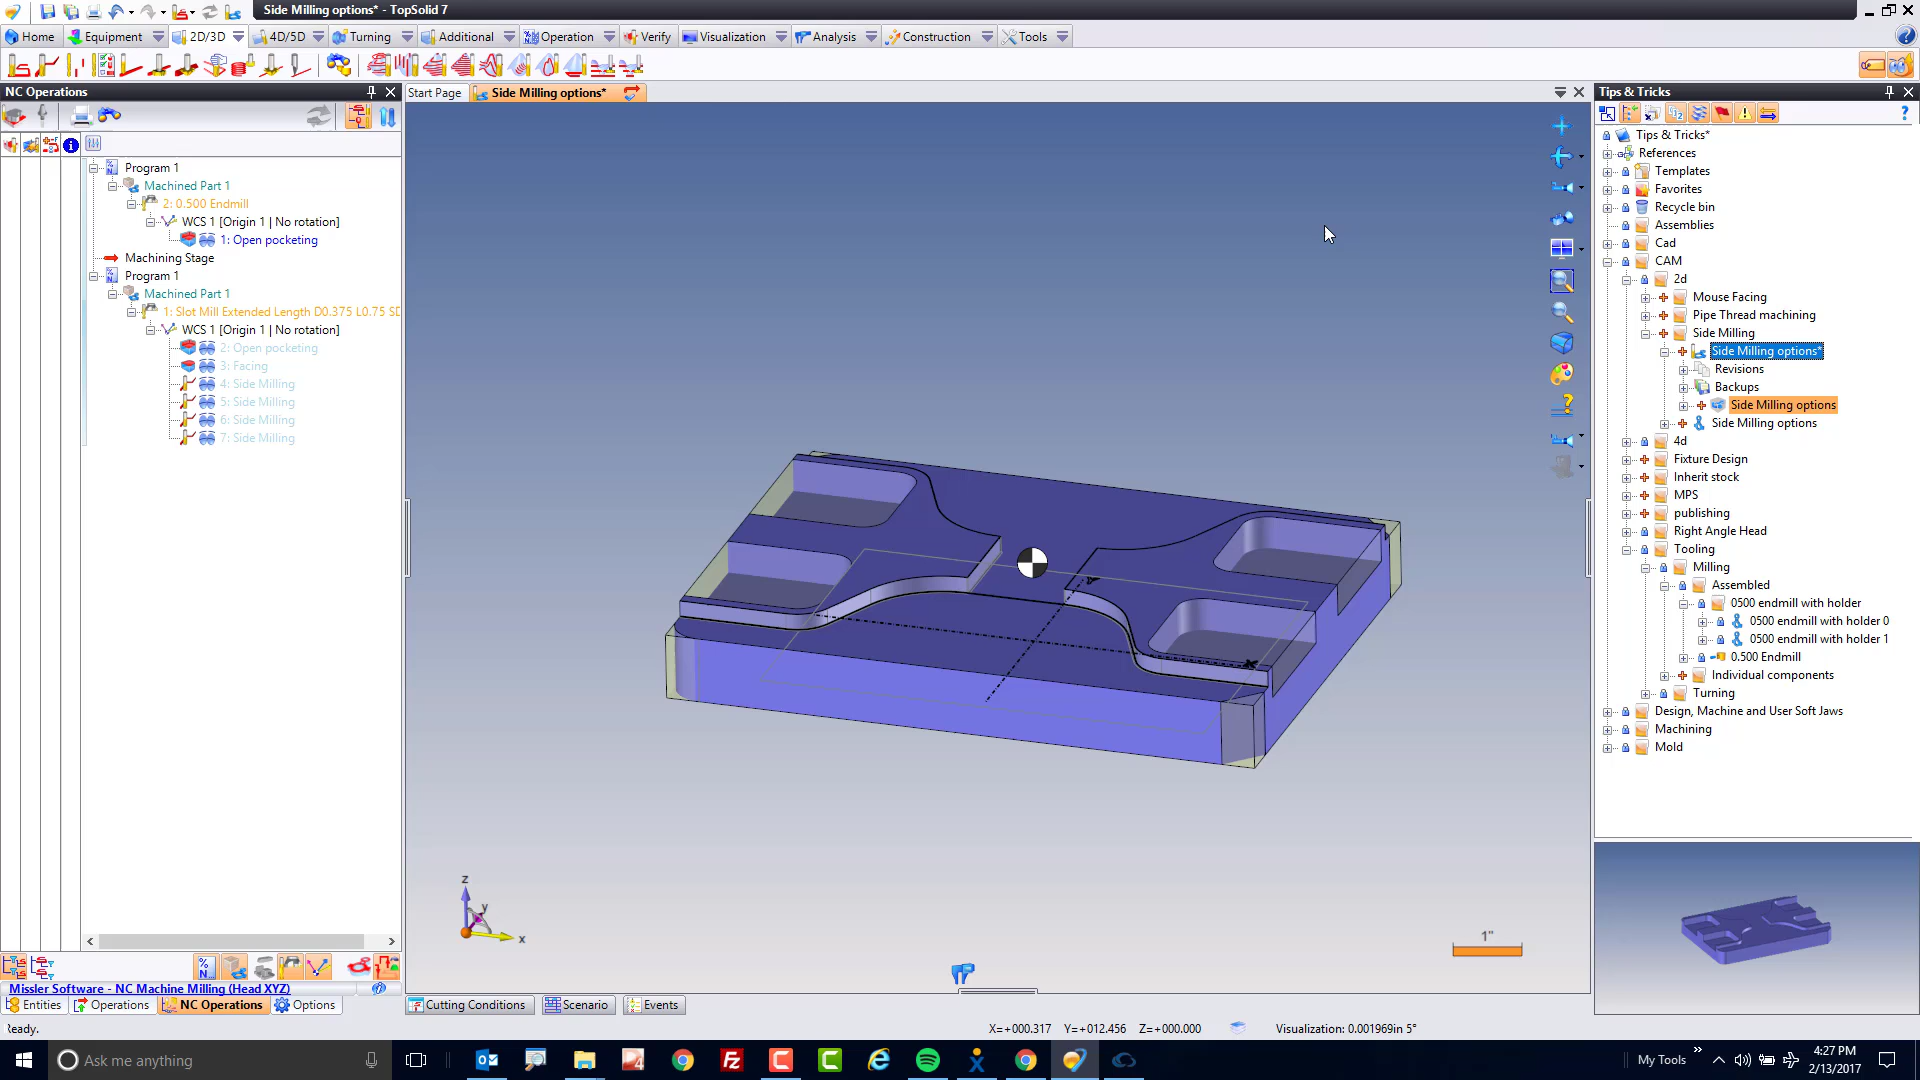 Side Milling options* - TopSolid 7
Home
Equipment
2D/3D
4D/5D
Turning
Additional
Operation
Verify
Visualization
Analysis
Construction
Tools
NC Operations
Start Page
Side Milling options*
Tips & Tricks
Program 1
Machined Part 1
2: 0.500 Endmill
WCS 1 [Origin 1 | No rotation]
1: Open pocketing
Machining Stage
Program 1
Machined Part 1
1: Slot Mill Extended Length D0.375 L0.75 SD
WCS 1 [Origin 1 | No rotation]
2: Open pocketing
3: Facing
4: Side Milling
5: Side Milling
6: Side Milling
7: Side Milling
Tips & Tricks*
References
Templates
Favorites
Recycle bin
Assemblies
Cad
CAM
2d
Mouse Facing
Pipe Thread machining
Side Milling
Side Milling options*
Revisions
Backups
Side Milling options
Side Milling options
4d
Fixture Design
Inherit stock
MPS
publishing
Right Angle Head
Tooling
Milling
Assembled
0500 endmill with holder
0500 endmill with holder 0
0500 endmill with holder 1
0.500 Endmill
Individual components
Turning
Design, Machine and User Soft Jaws
Machining
Mold
z
y
x
1"
Missler Software - NC Machine Milling (Head XYZ)
Entities
Operations
NC Operations
Options
Cutting Conditions
Scenario
Events
Ready.
X=+000.317 Y=+012.456 Z=+000.000
Visualization: 0.001969in 5°
Ask me anything
My Tools
4:27 PM
2/13/2017